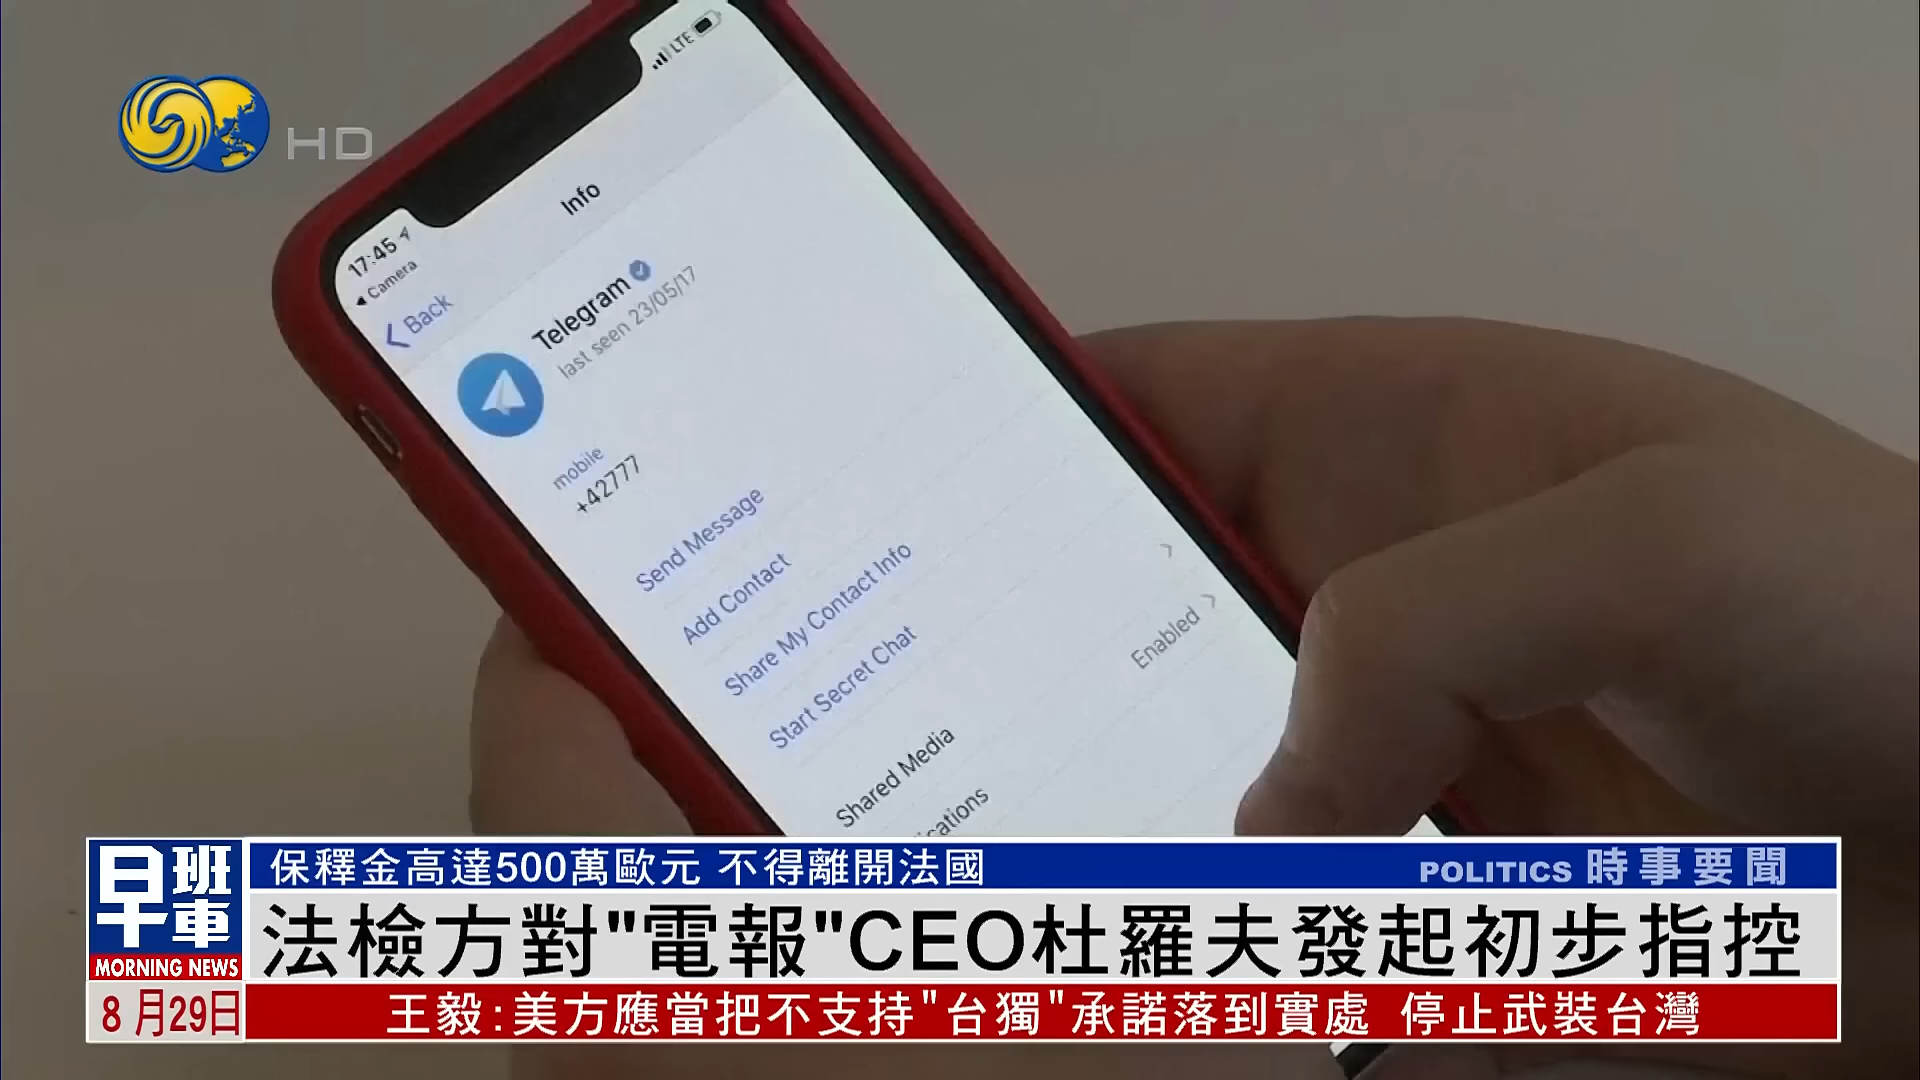 HD
LTE
17:45
Camera
Back
Info
Telegram
last seen 23/05/17
mobile
+42777
Send Message
Add Contact
Share My Contact Info
Start Secret Chat
Shared Media
Enabled
早班車
MORNING NEWS
8月29日
保釋金高達500萬歐元 不得離開法國
POLITICS 時事要聞
法檢方對"電報"CEO杜羅夫發起初步指控
王毅:美方應當把不支持"台獨"承諾落到實處 停止武裝台灣